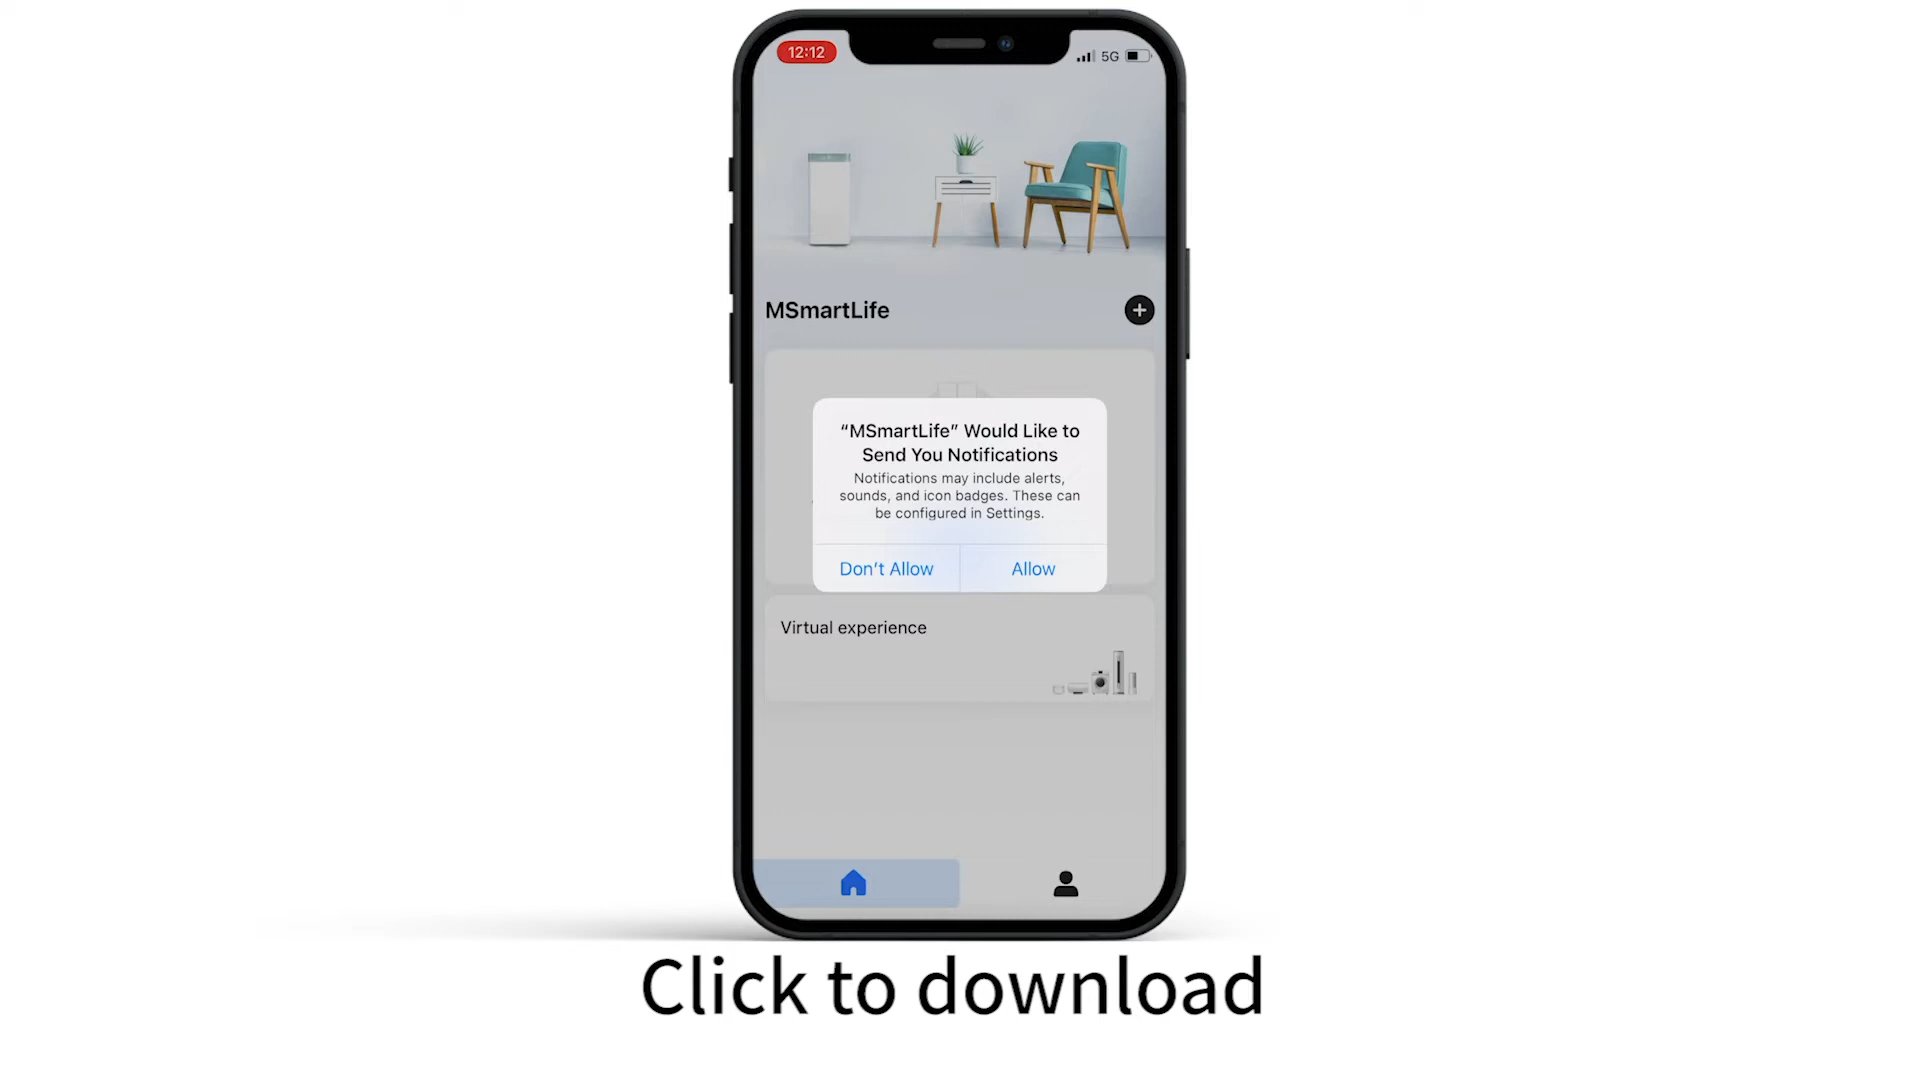 12:12
5G
MSmartLife
“MSmartLife” Would Like to
Send You Notifications
Notifications may include alerts,
sounds, and icon badges. These can
be configured in Settings.
Don’t Allow
Allow
Virtual experience
Click to download